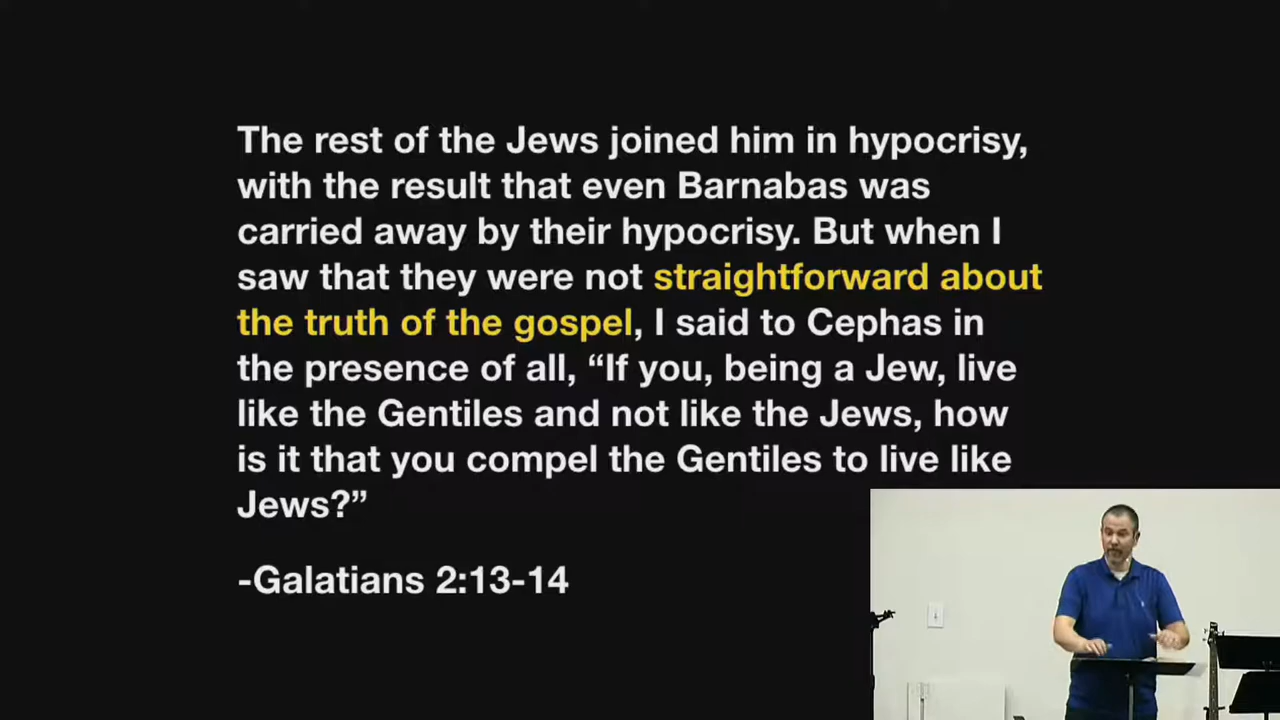 The rest of the Jews joined him in hypocrisy,
with the result that even Barnabas was
carried away by their hypocrisy. But when I
saw that they were not straightforward about
the truth of the gospel, I said to Cephas in
the presence of all, “If you, being a Jew, live
like the Gentiles and not like the Jews, how
is it that you compel the Gentiles to live like
Jews?”
-Galatians 2:13-14